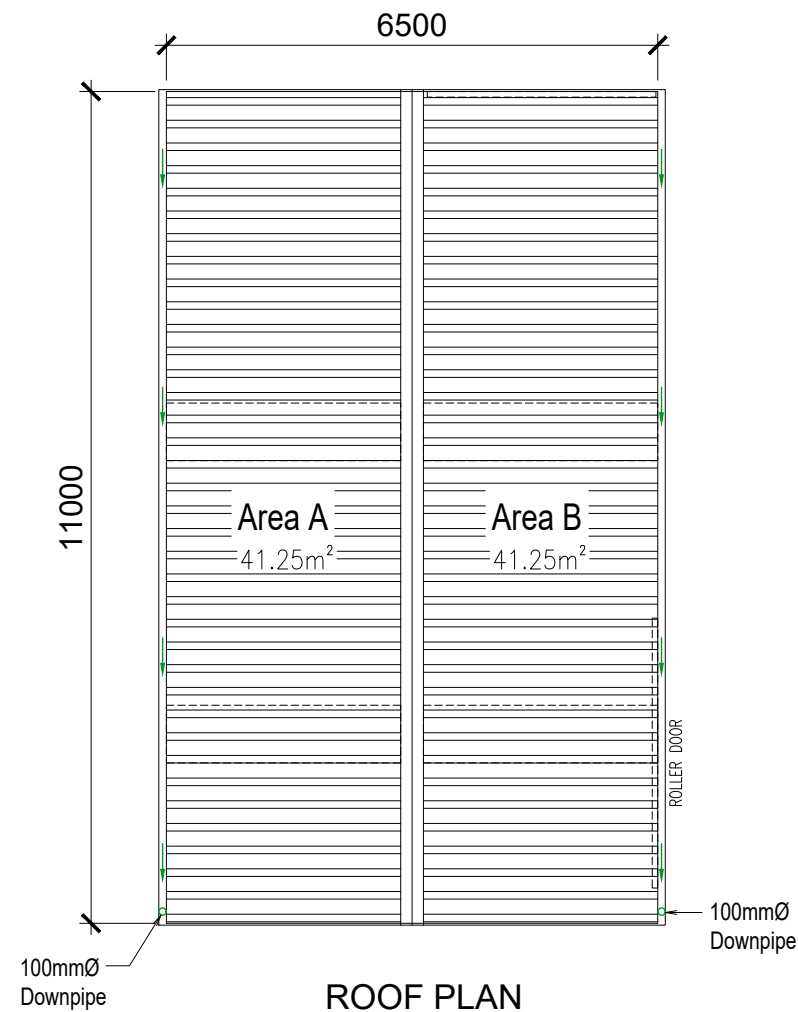 6500
11000
Area A
41.25m²
Area B
41.25m²
ROLLER DOOR
100mmØ
Downpipe
100mmØ
Downpipe
ROOF PLAN